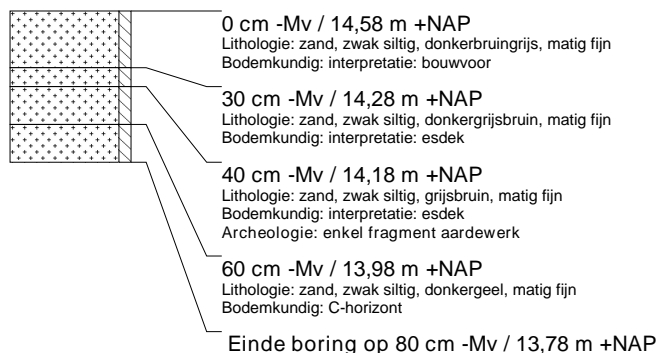 0 cm -Mv / 14,58 m +NAP
Lithologie: zand, zwak siltig, donkerbruingrijs, matig fijn
Bodemkundig: interpretatie: bouwvoor
30 cm -Mv / 14,28 m +NAP
Lithologie: zand, zwak siltig, donkergrijsbruin, matig fijn
Bodemkundig: interpretatie: esdek
40 cm -Mv / 14,18 m +NAP
Lithologie: zand, zwak siltig, grijsbruin, matig fijn
Bodemkundig: interpretatie: esdek
Archeologie: enkel fragment aardewerk
60 cm -Mv / 13,98 m +NAP
Lithologie: zand, zwak siltig, donkergeel, matig fijn
Bodemkundig: C-horizont
Einde boring op 80 cm -Mv / 13,78 m +NAP